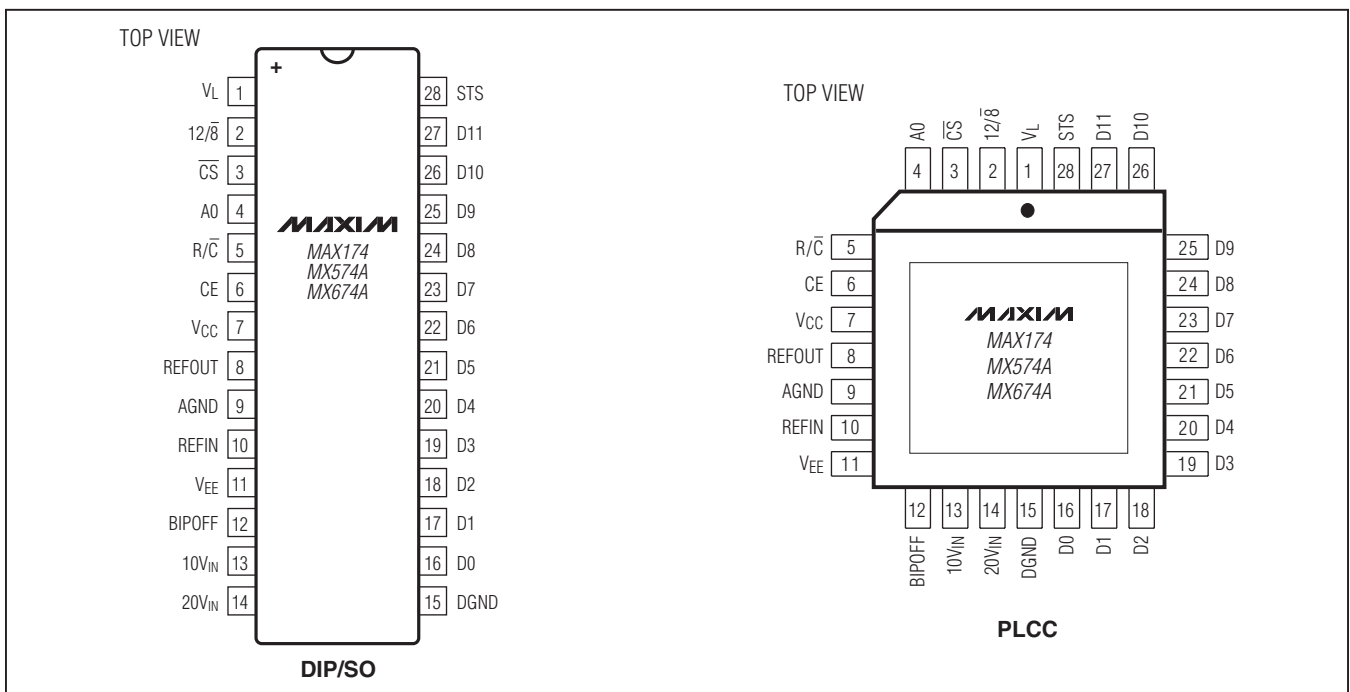 TOP VIEW
+
VL 1
12/8̅ 2
C̅S̅ 3
A0 4
R/C̅ 5
CE 6
VCC 7
REFOUT 8
AGND 9
REFIN 10
VEE 11
BIPOFF 12
10VIN 13
20VIN 14
28 STS
27 D11
26 D10
25 D9
24 D8
23 D7
22 D6
21 D5
20 D4
19 D3
18 D2
17 D1
16 D0
15 DGND
MAXIM
MAX174
MX574A
MX674A
DIP/SO
TOP VIEW
A0 C̅S̅ 12/8̅ VL STS D11 D10
4 3 2 1 28 27 26
R/C̅ 5
CE 6
VCC 7
REFOUT 8
AGND 9
REFIN 10
VEE 11
25 D9
24 D8
23 D7
22 D6
21 D5
20 D4
19 D3
MAXIM
MAX174
MX574A
MX674A
12 13 14 15 16 17 18
BIPOFF 10VIN 20VIN DGND D0 D1 D2
PLCC